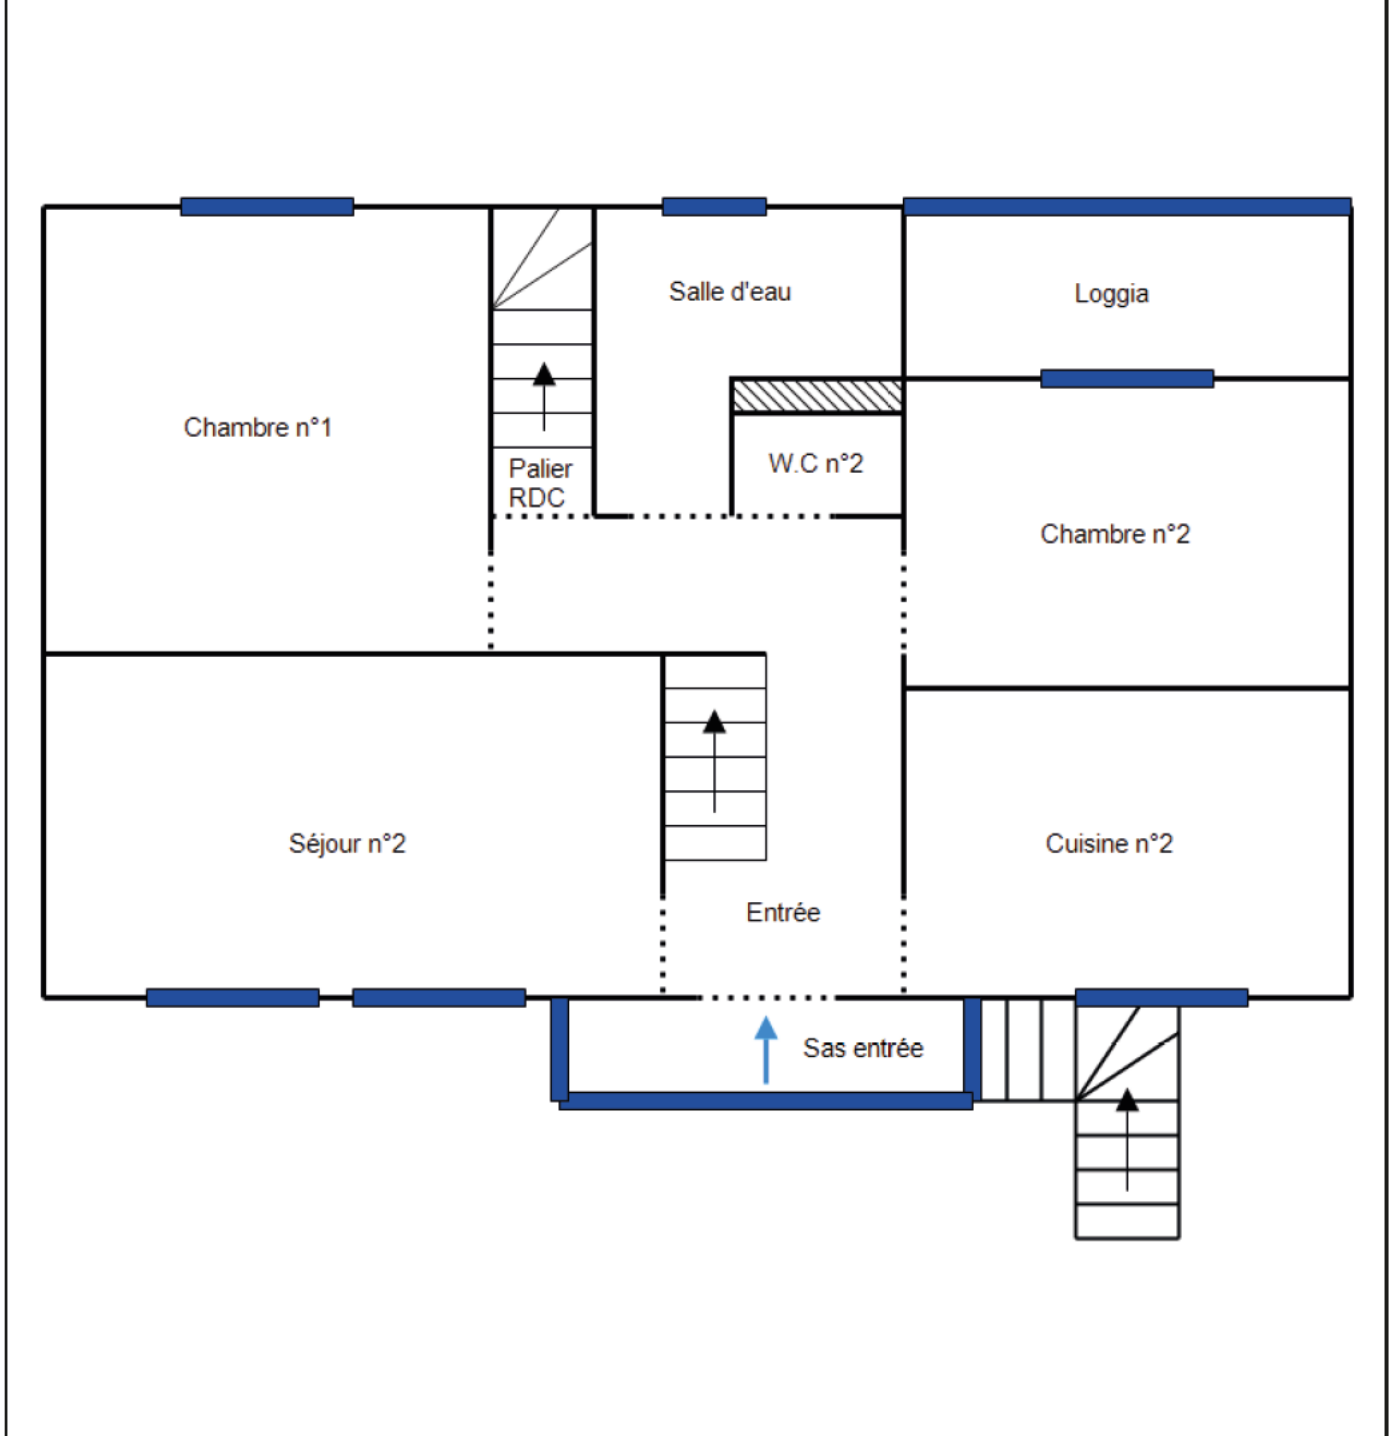 Salle d'eau
Loggia
Chambre n°1
Palier
RDC
W.C n°2
Chambre n°2
Séjour n°2
Cuisine n°2
Entrée
Sas entrée